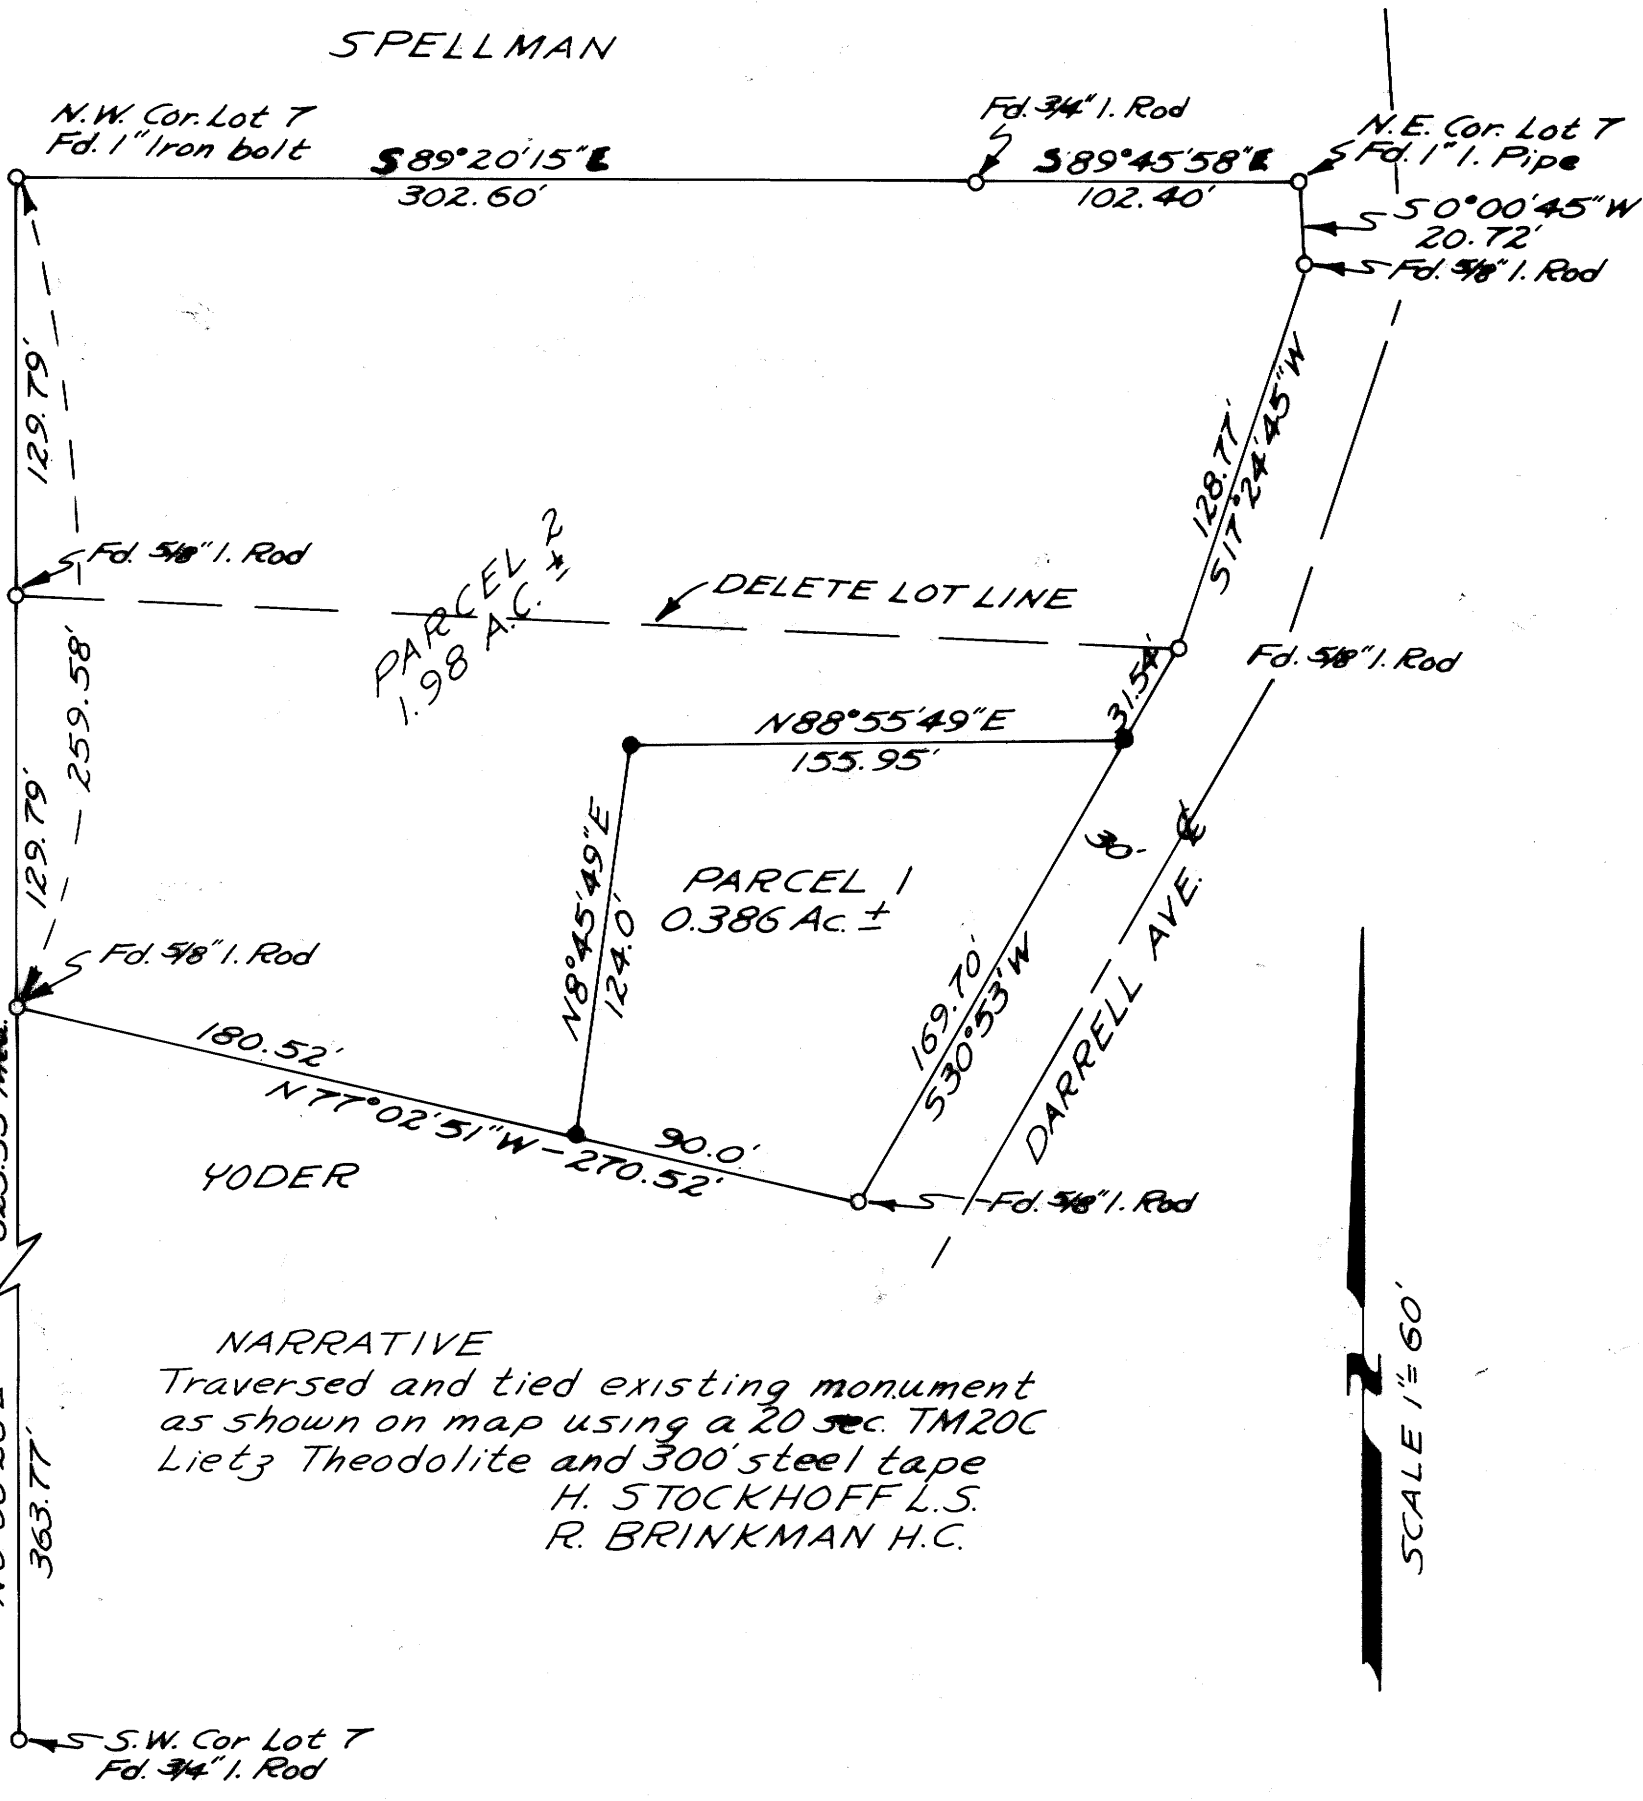 SPELLMAN
N.W. Cor. Lot 7
Fd. 1" Iron bolt
S 89°20'15" E
302.60'
Fd. 3/4" I. Rod
S 89°45'58" E
102.40'
N.E. Cor. Lot 7
Fd. 1" I. Pipe
S 0°00'45" W
20.72'
Fd. 5/8" I. Rod
129.79'
128.77'
S17°24'45"W
Fd. 5/8" I. Rod
PARCEL 2
1.98 A.C. ±
DELETE LOT LINE
Fd. 5/8" I. Rod
31.54'
259.58'
129.79'
N88°55'49"E
155.95'
N8°45'49"E
124.0'
PARCEL 1
0.386 Ac. ±
30'
℄
DARRELL AVE.
169.70'
S30°53'W
Fd. 5/8" I. Rod
180.52'
N77°02'51"W - 270.52'
90.0'
YODER
Fd. 5/8" I. Rod
NARRATIVE
Traversed and tied existing monument
as shown on map using a 20 sec. TM20C
Lietz Theodolite and 300' steel tape
H. STOCKHOFF L.S.
R. BRINKMAN H.C.
363.77'
N
SCALE 1"=60'
S.W. Cor Lot 7
Fd. 3/4" I. Rod